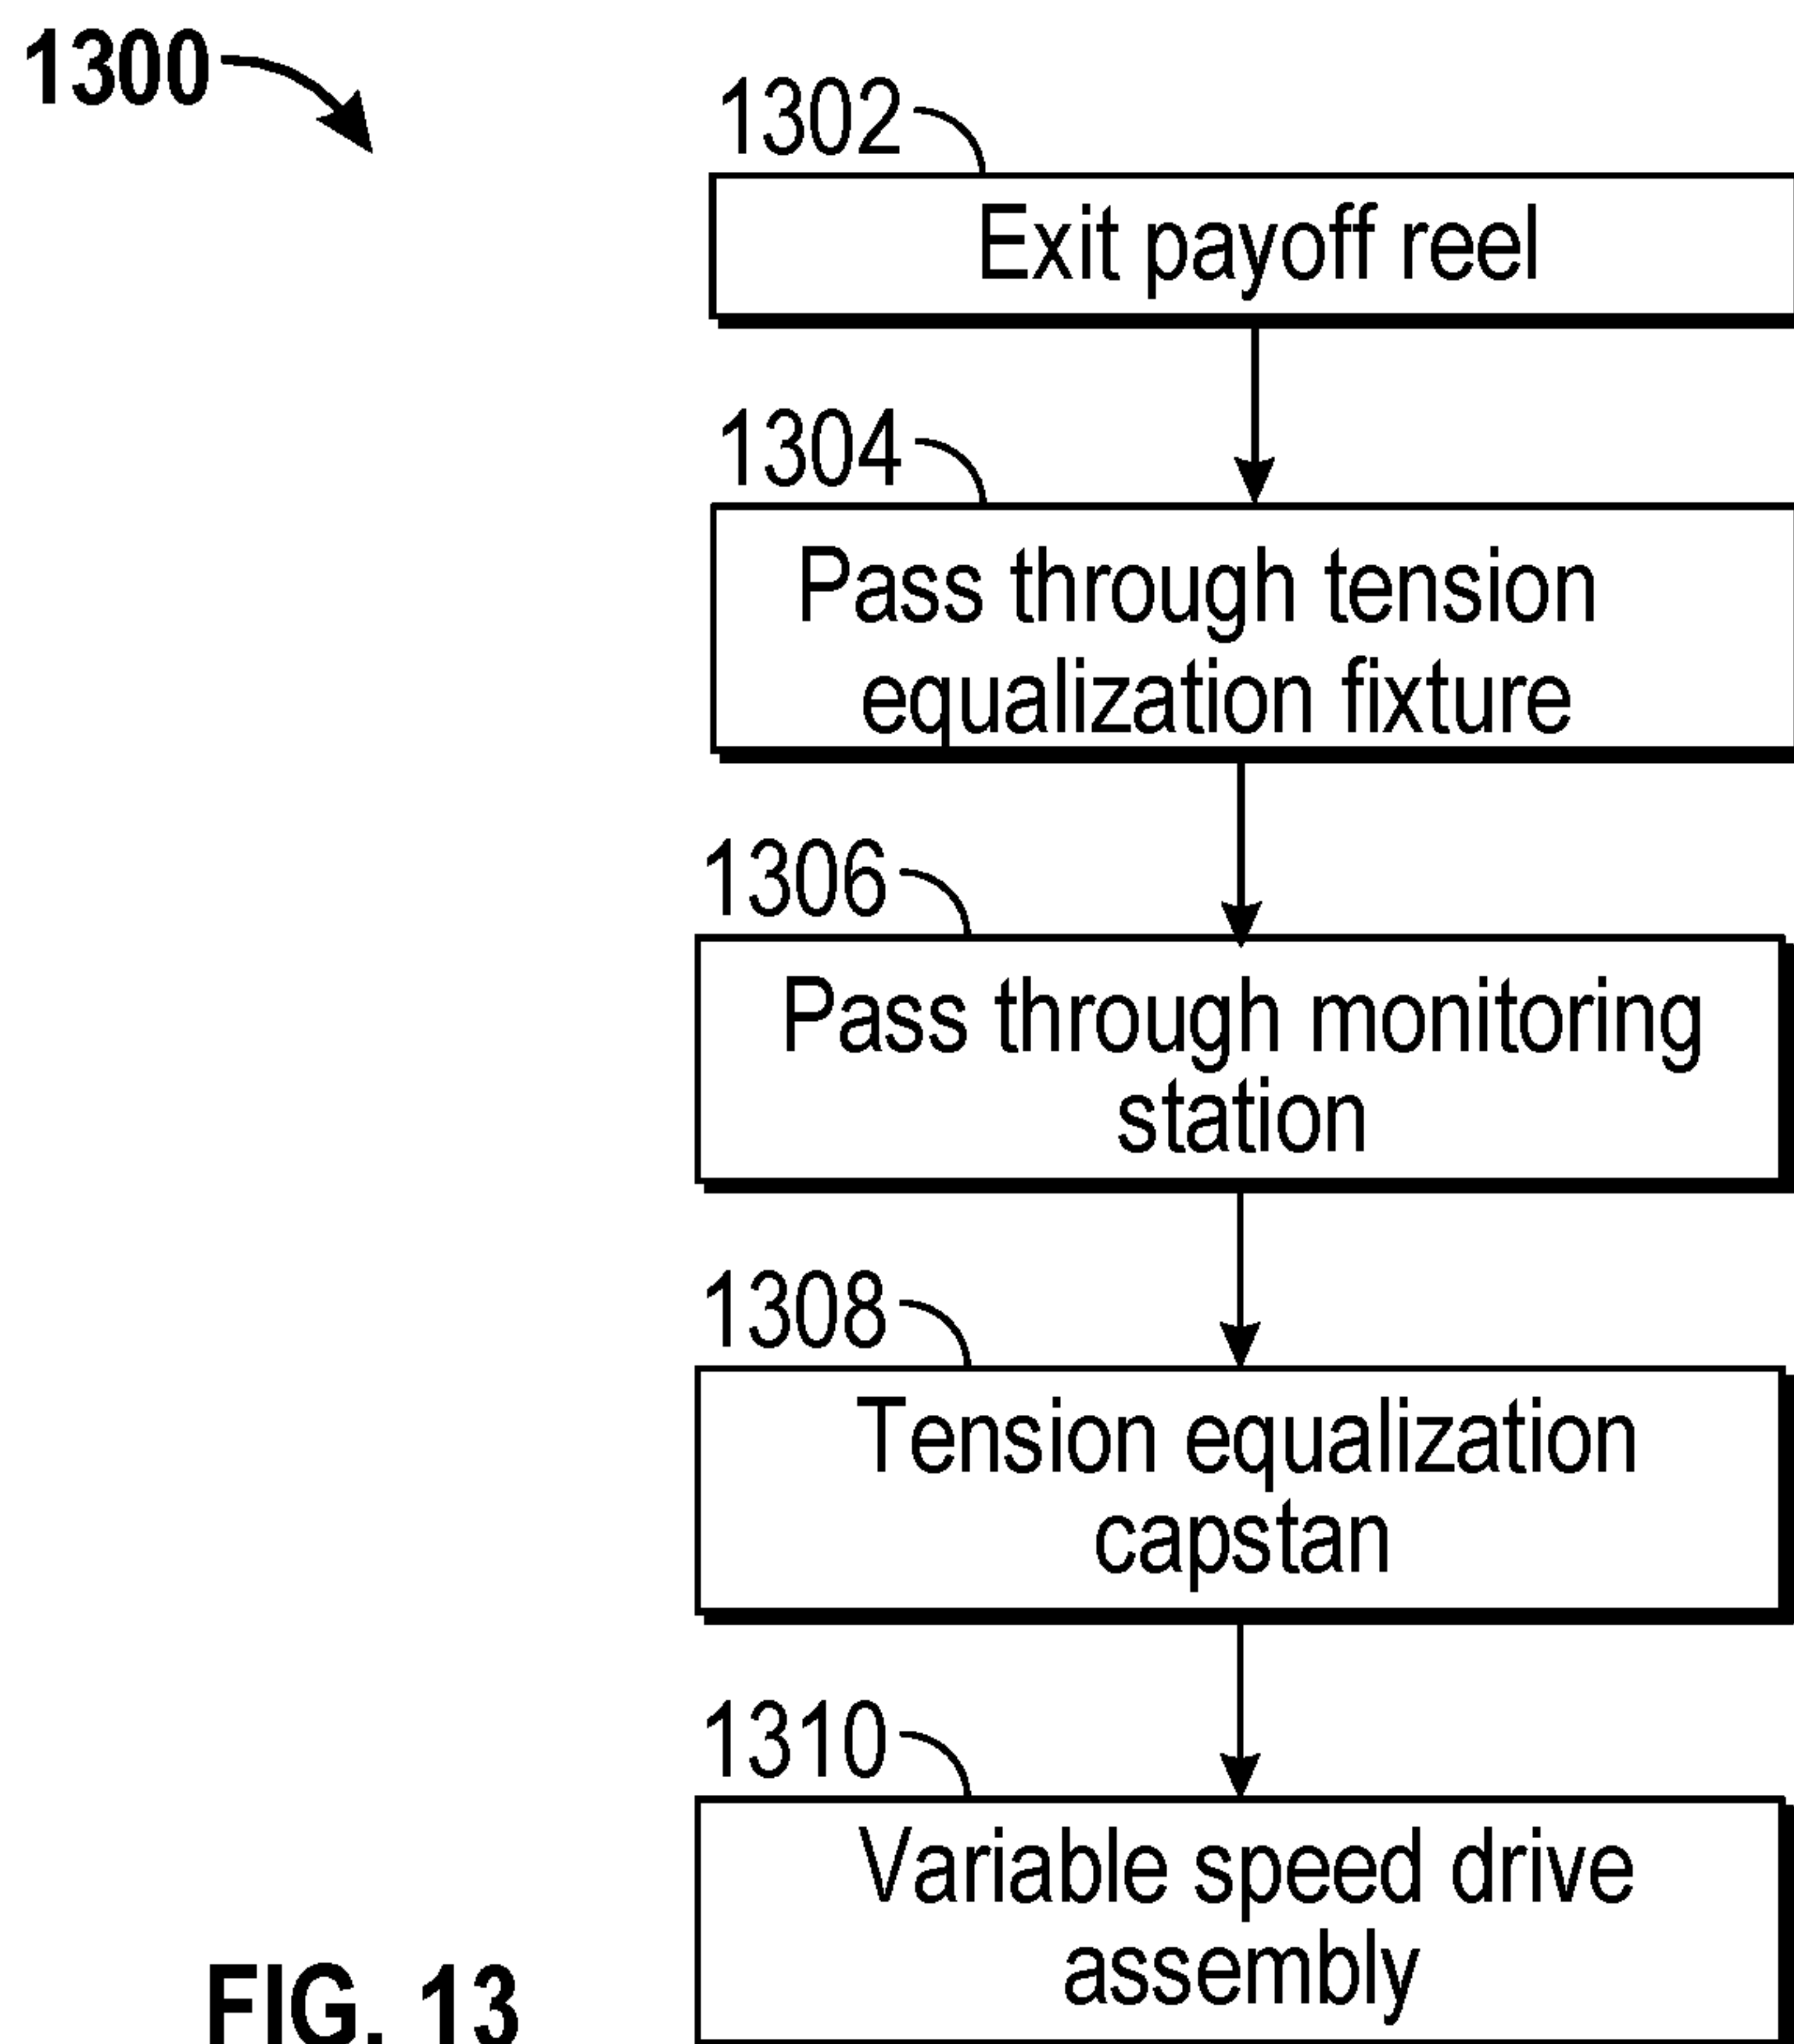 1300
1302
Exit payoff reel
1304
Pass through tension
equalization fixture
1306
Pass through monitoring
station
1308
Tension equalization
capstan
1310
Variable speed drive
assembly
FIG. 13